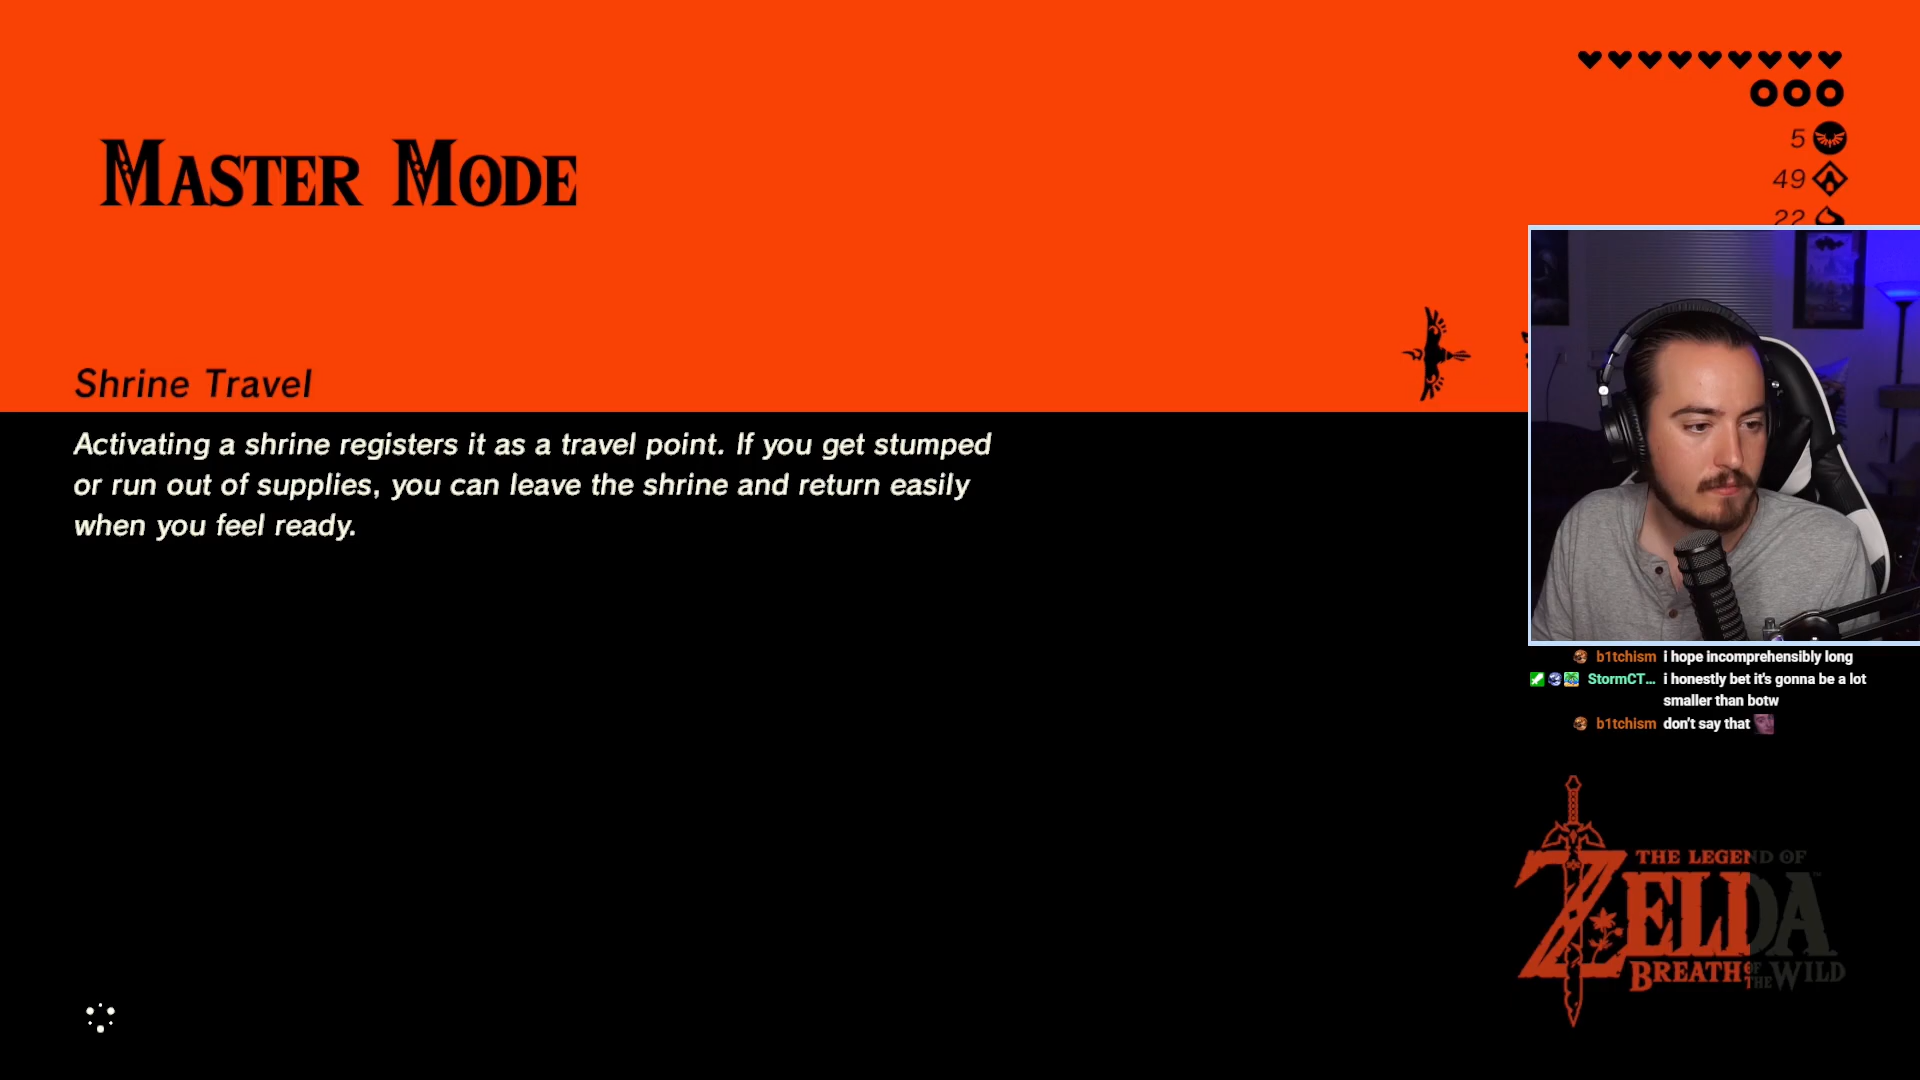 MASTER MODE
5
49
22
Shrine Travel
Activating a shrine registers it as a travel point. If you get stumped
or run out of supplies, you can leave the shrine and return easily
when you feel ready.
b1tchism i hope incomprehensibly long
StormCT... i honestly bet it's gonna be a lot
smaller than botw
b1tchism don't say that
THE LEGEND OF
ZELDA
BREATH OF THE WILD